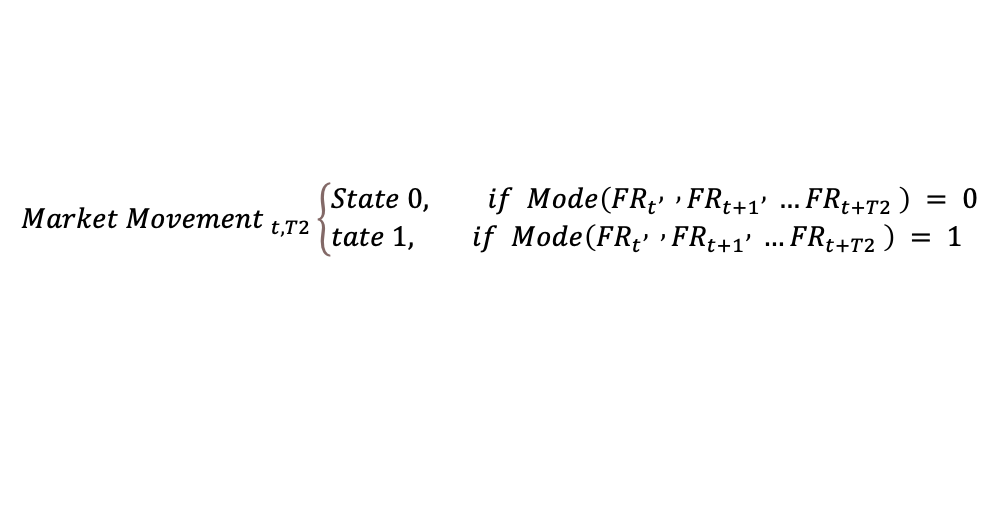 Market Movement t,T2 {State 0, if Mode(FRt′ ,FRt+1′ …FRt+T2 ) = 0
tate 1, if Mode(FRt′ ,FRt+1′ …FRt+T2 ) = 1